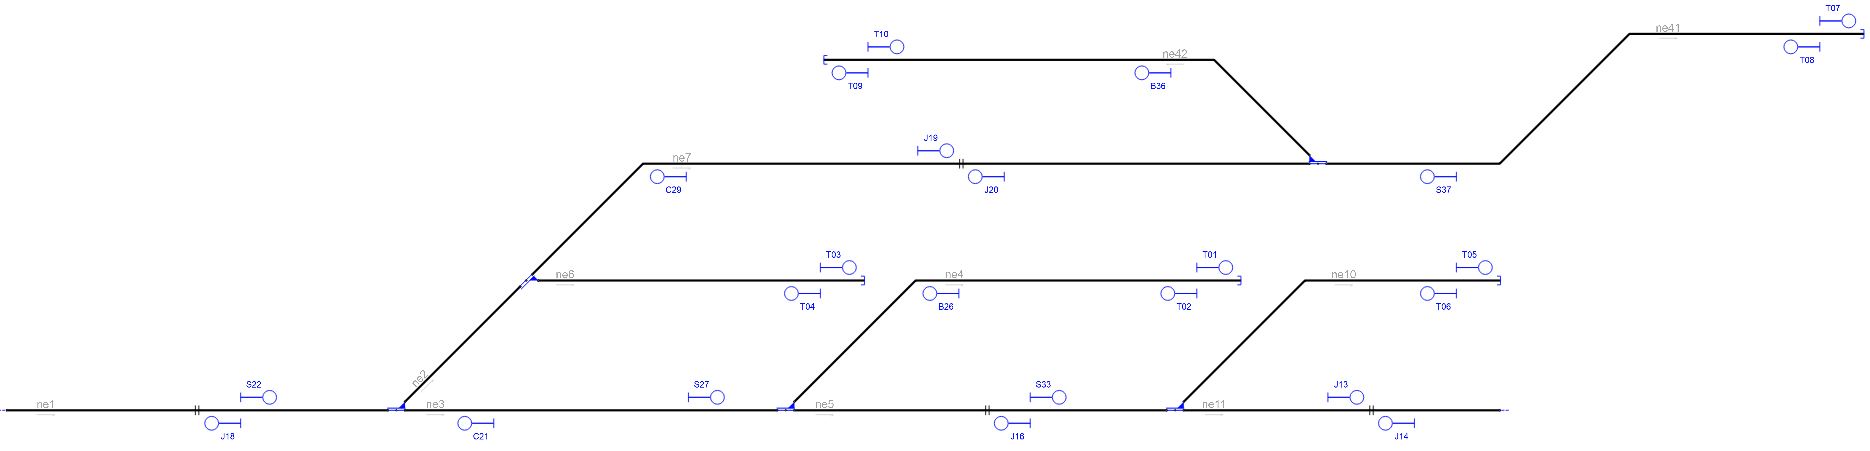 T07
ne41
T08
T10
ne42
T09
B36
J19
ne7
C29
J20
S37
T03
ne6
T04
T01
ne4
B26
T02
T05
ne10
T06
ne2
S22
ne1
J18
ne3
C21
S27
ne5
S33
J16
ne11
J13
J14